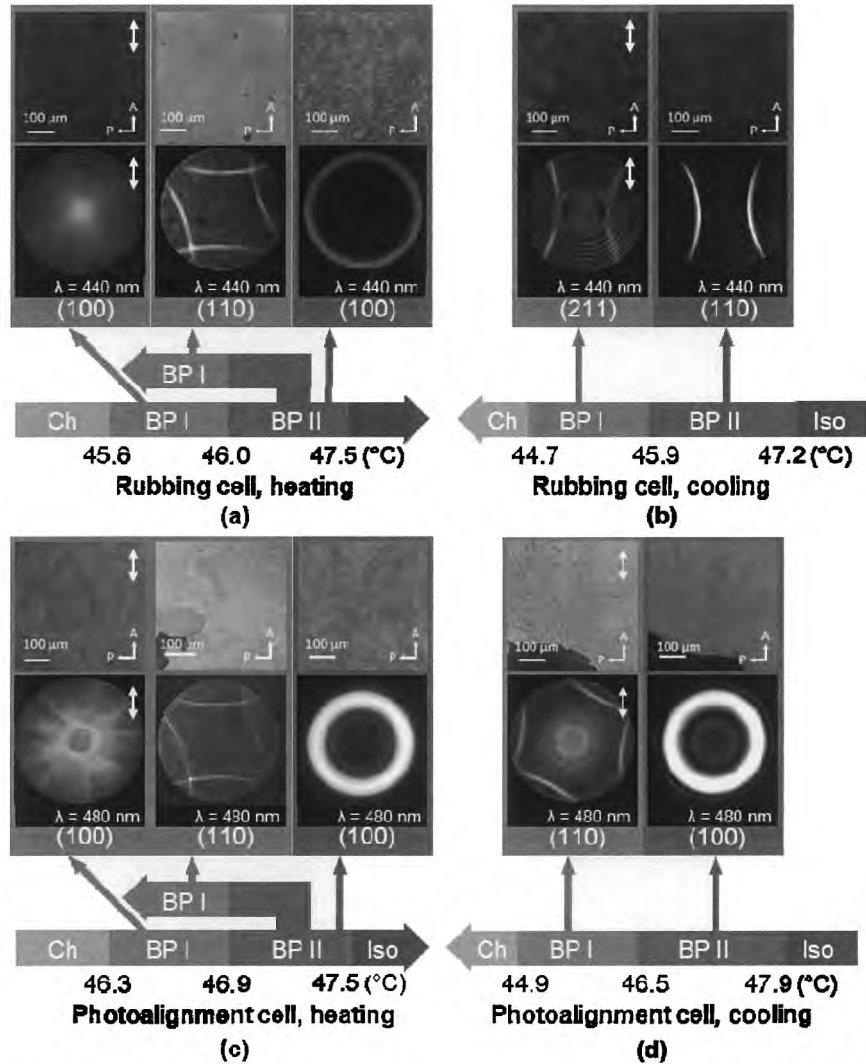 100 μm P A
100 μm P A
100 μm P A
λ = 440 nm
(100)
λ = 440 nm
(110)
λ = 440 nm
(100)
BP I
Ch BP I BP II
45.6 46.0 47.5 (°C)
Rubbing cell, heating
(a)
100 μm P A
100 μm P A
λ = 440 nm
(211)
λ = 440 nm
(110)
Ch BP I BP II Iso
44.7 45.9 47.2 (°C)
Rubbing cell, cooling
(b)
100 μm P A
100 μm P A
100 μm P A
λ = 480 nm
(100)
λ = 480 nm
(110)
λ = 480 nm
(100)
BP I
Ch BP I BP II Iso
46.3 46.9 47.5 (°C)
Photoalignment cell, heating
(c)
100 μm P A
100 μm P A
λ = 480 nm
(110)
λ = 480 nm
(100)
Ch BP I BP II Iso
44.9 46.5 47.9 (°C)
Photoalignment cell, cooling
(d)